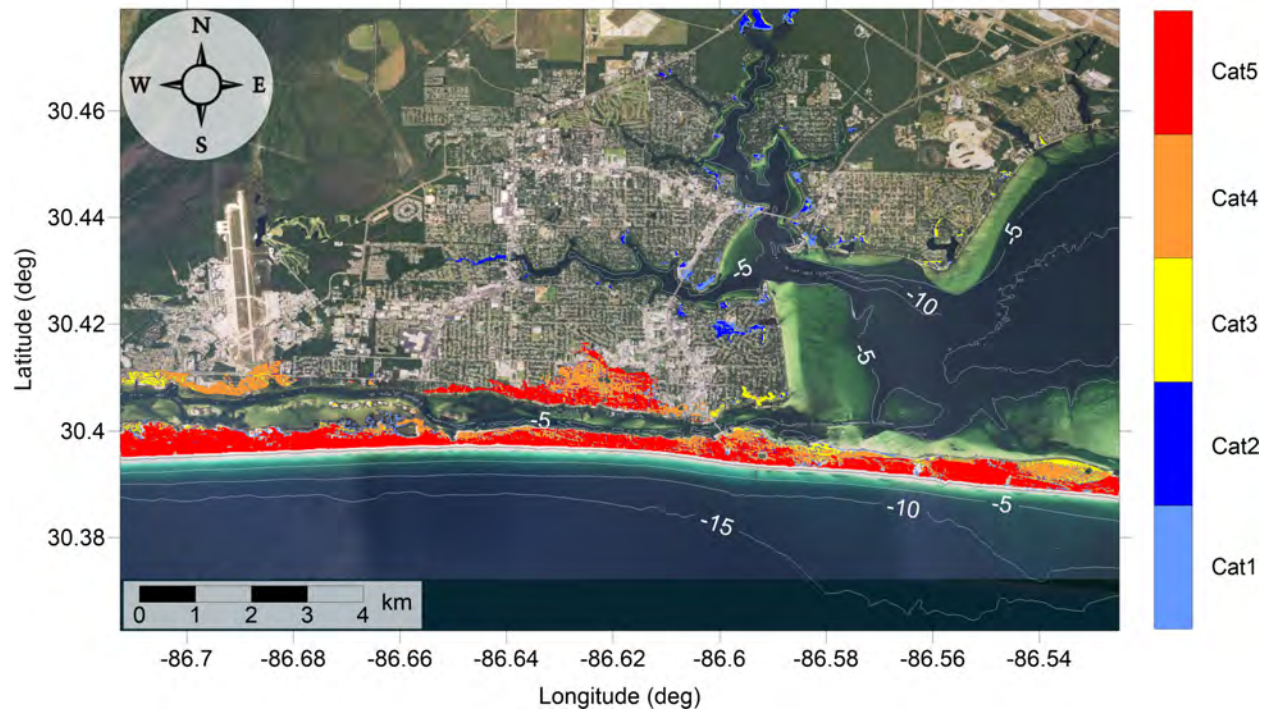 N
W E
S
Cat5
Cat4
Cat3
Cat2
Cat1
30.46
30.44
30.42
30.4
30.38
Latitude (deg)
-5
-5
-10
-5
-5
-10
-5
-15
km
0 1 2 3 4
-86.7 -86.68 -86.66 -86.64 -86.62 -86.6 -86.58 -86.56 -86.54
Longitude (deg)